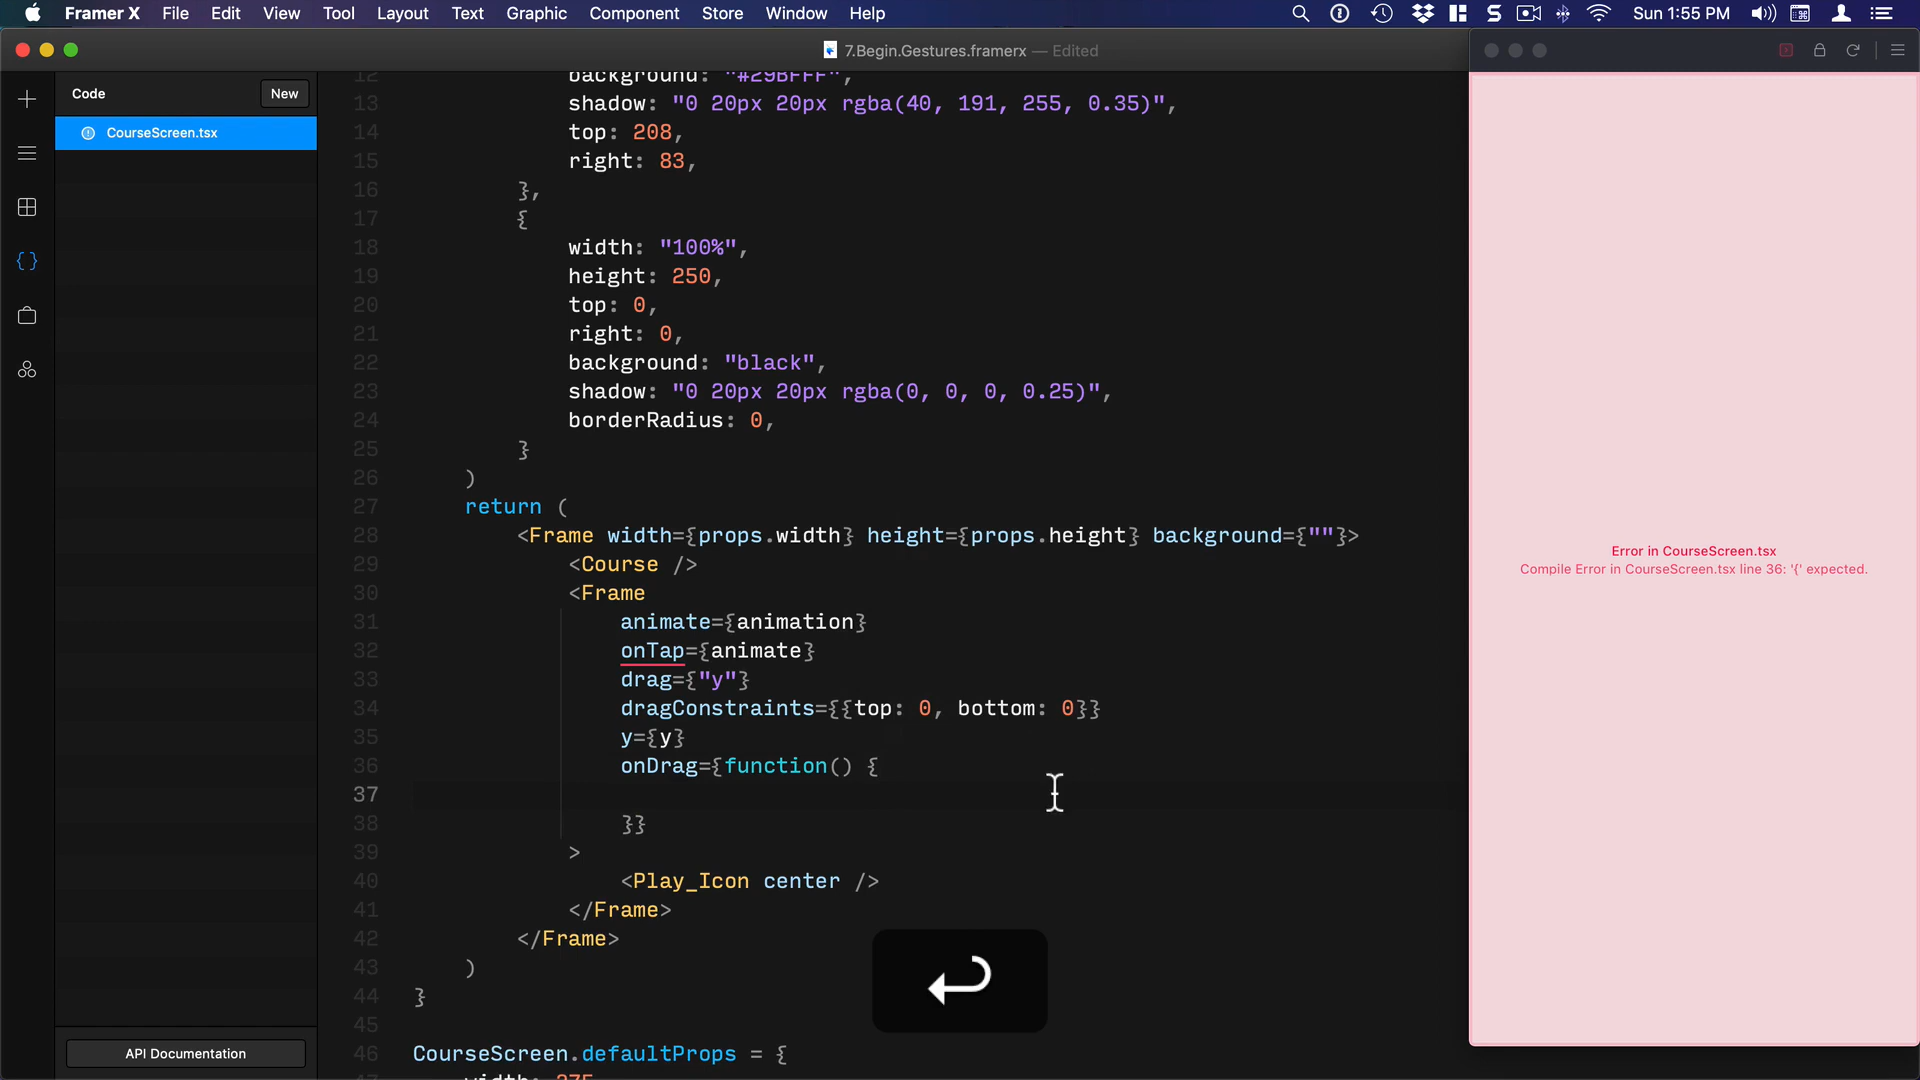 Framer X File Edit View Tool Layout Text Graphic Component Store Window Help Sun 1:55 PM
7.Begin.Gestures.framerx — Edited
Code New
CourseScreen.tsx
12 background: "#29BFFF",
13 shadow: "0 20px 20px rgba(40, 191, 255, 0.35)",
14 top: 208,
15 right: 83,
16 },
17 {
18 width: "100%",
19 height: 250,
20 top: 0,
21 right: 0,
22 background: "black",
23 shadow: "0 20px 20px rgba(0, 0, 0, 0.25)",
24 borderRadius: 0,
25 }
26 )
27 return (
28 <Frame width={props.width} height={props.height} background={""}>
29 <Course />
30 <Frame
31 animate={animation}
32 onTap={animate}
33 drag={"y"}
34 dragConstraints={{top: 0, bottom: 0}}
35 y={y}
36 onDrag={function() {
37
38 }}
39 >
40 <Play_Icon center />
41 </Frame>
42 </Frame>
43 )
44 }
45
46 CourseScreen.defaultProps = {
47 width: 375,
Error in CourseScreen.tsx
Compile Error in CourseScreen.tsx line 36: '{' expected.
API Documentation